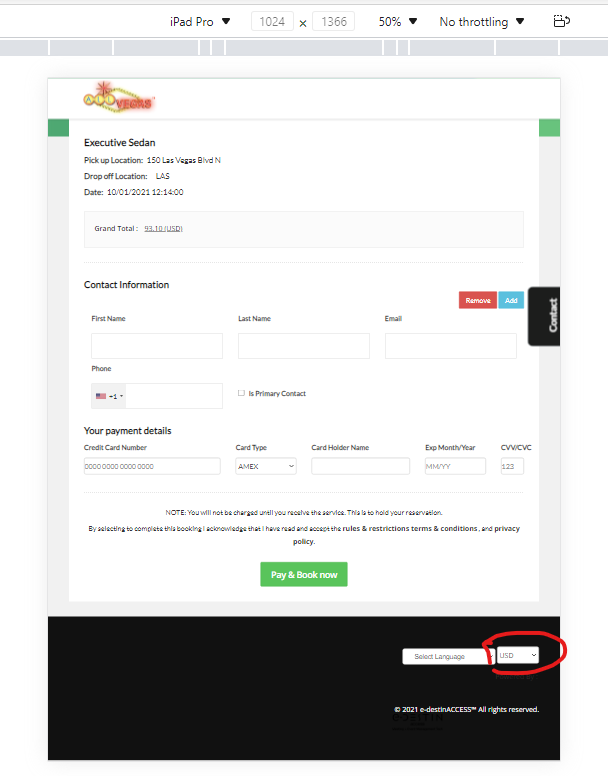 iPad Pro 1024 x 1366 50% No throttling
ALL VEGAS
Executive Sedan
Pick up Location: 150 Las Vegas Blvd N
Drop off Location: LAS
Date: 10/01/2021 12:14:00
Grand Total : 93.10 (USD)
Contact Information
Remove Add
Contact
First Name Last Name Email
Phone
+1
Is Primary Contact
Your payment details
Credit Card Number Card Type Card Holder Name Exp Month/Year CVV/CVC
0000 0000 0000 0000 AMEX MM/YY 123
NOTE: You will not be charged until you receive the service. This is to hold your reservation.
By selecting to complete this booking I acknowledge that I have read and accept the rules & restrictions terms & conditions , and privacy
policy.
Pay & Book now
Select Language USD
© 2021 e-destinACCESS™ All rights reserved.